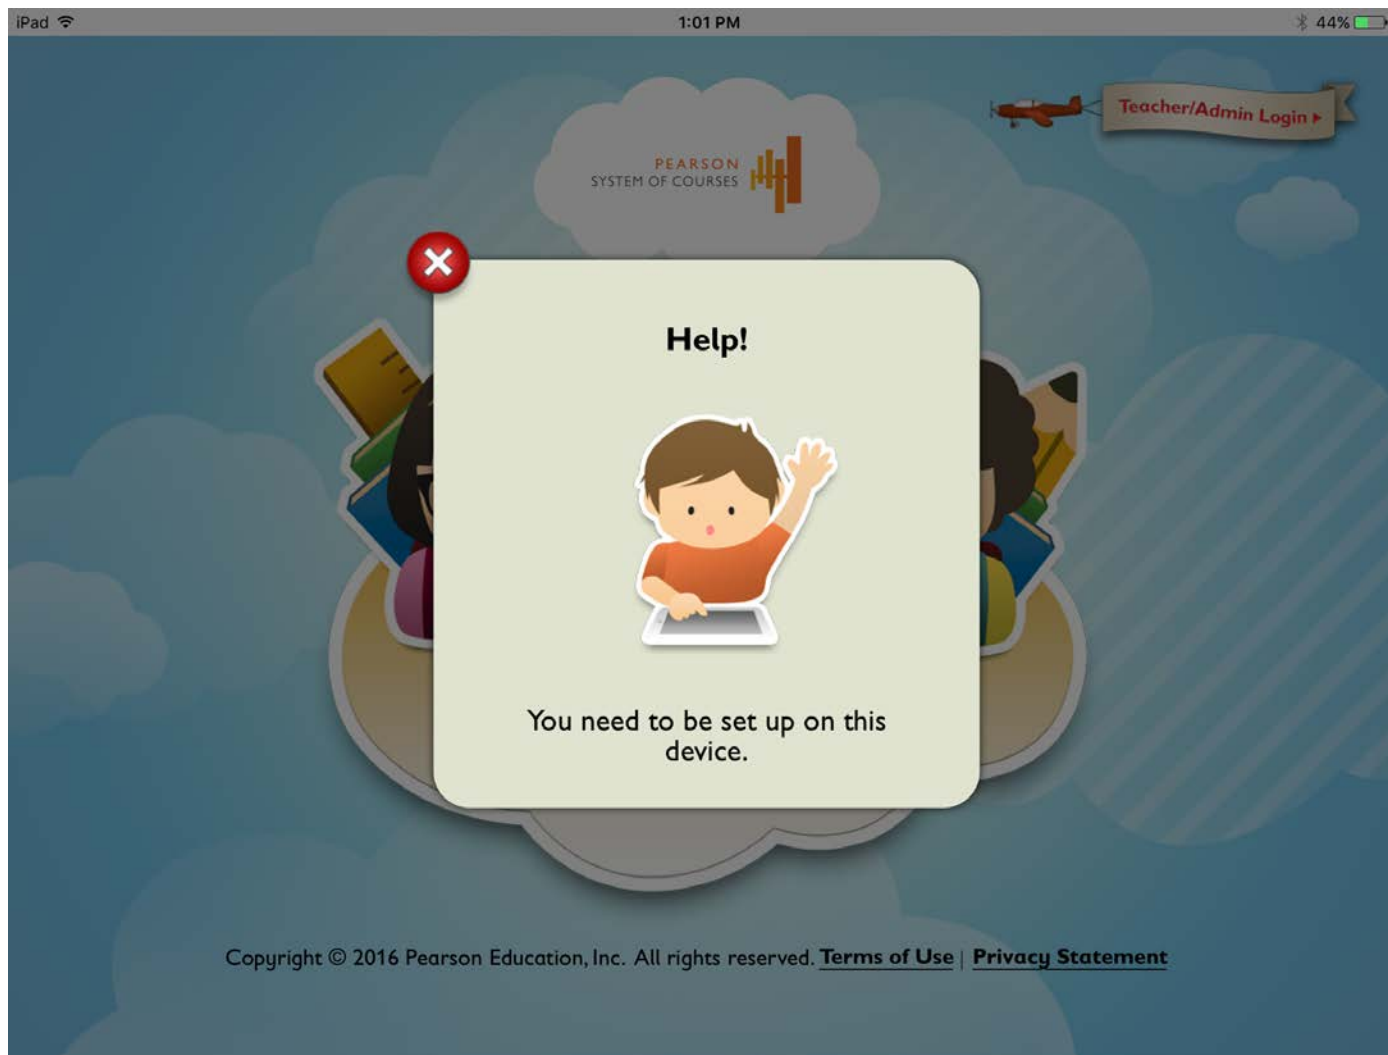 iPad 1:01 PM 44%
Teacher/Admin Login
PEARSON
SYSTEM OF COURSES
Help!
You need to be set up on this
device.
Copyright © 2016 Pearson Education, Inc. All rights reserved. Terms of Use | Privacy Statement